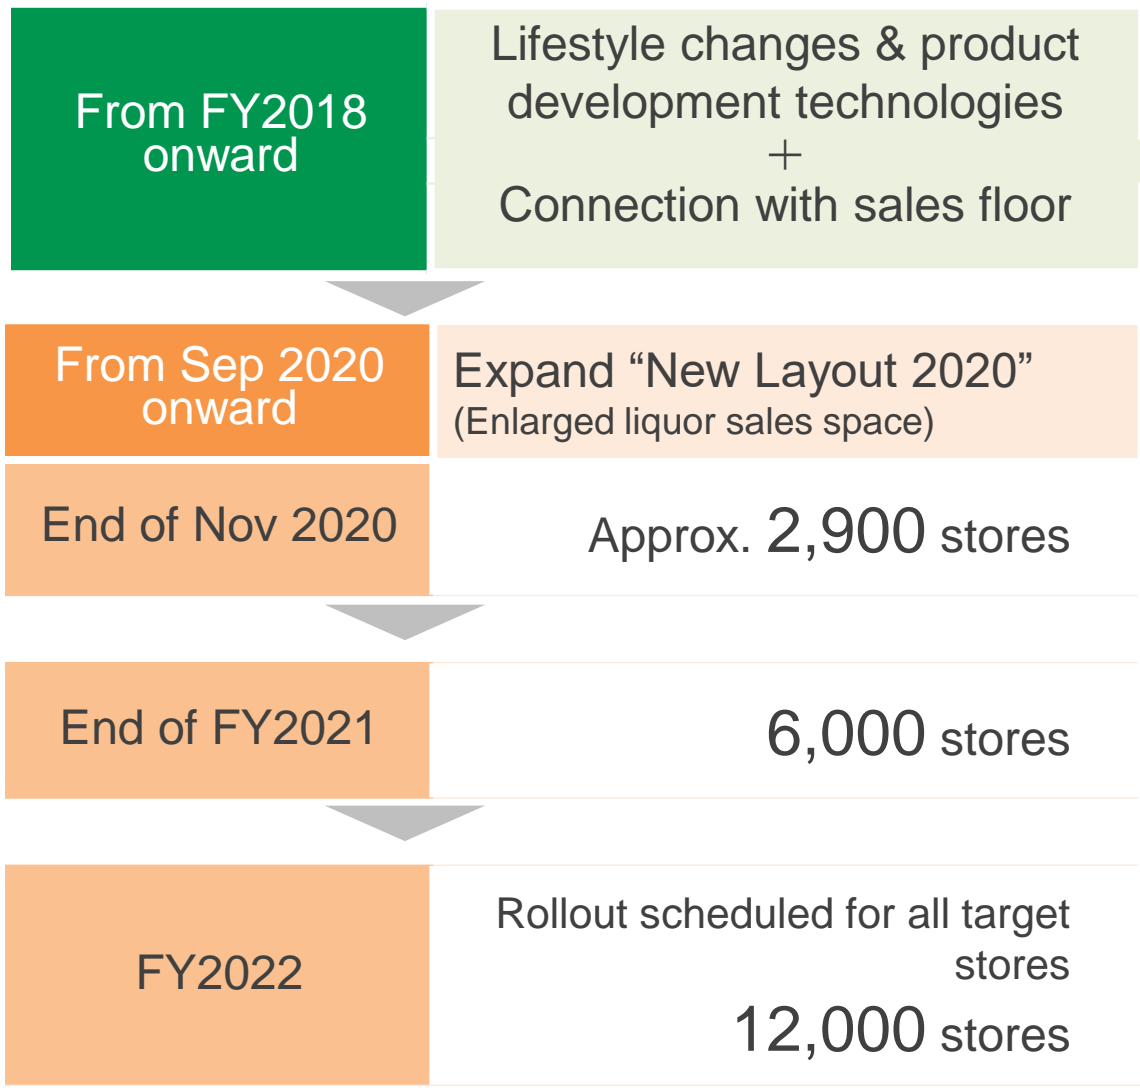 From FY2018
onward
Lifestyle changes & product
development technologies
＋
Connection with sales floor
From Sep 2020
onward
Expand “New Layout 2020”
(Enlarged liquor sales space)
End of Nov 2020
Approx. 2,900 stores
End of FY2021
6,000 stores
FY2022
Rollout scheduled for all target
stores
12,000 stores